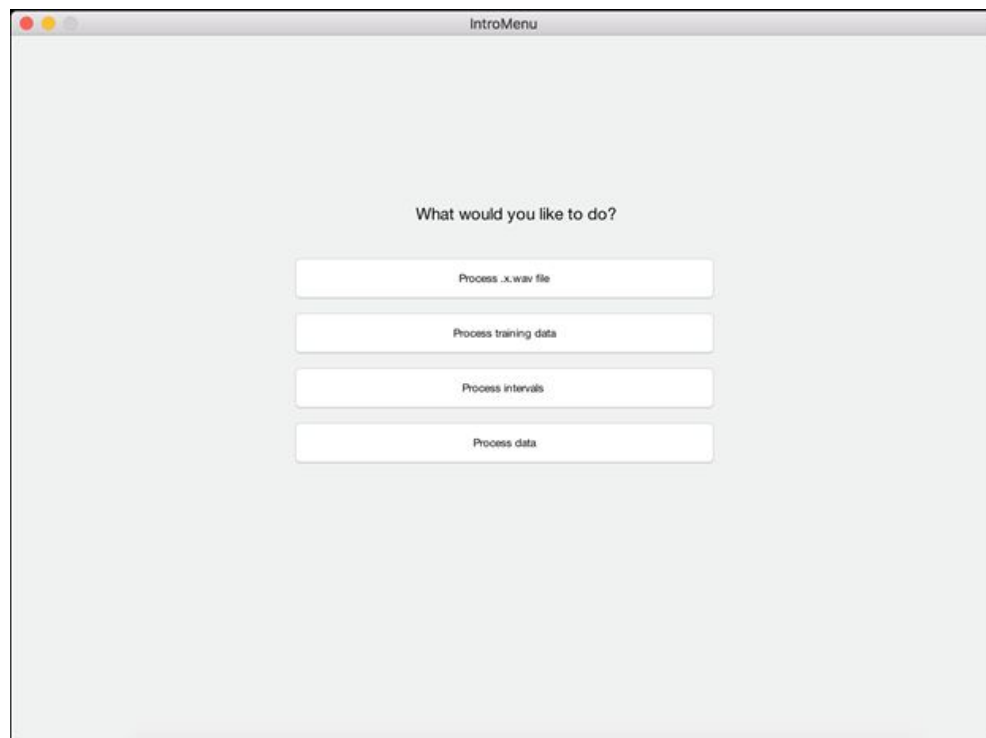 IntroMenu
What would you like to do?
Process .x.wav file
Process training data
Process intervals
Process data